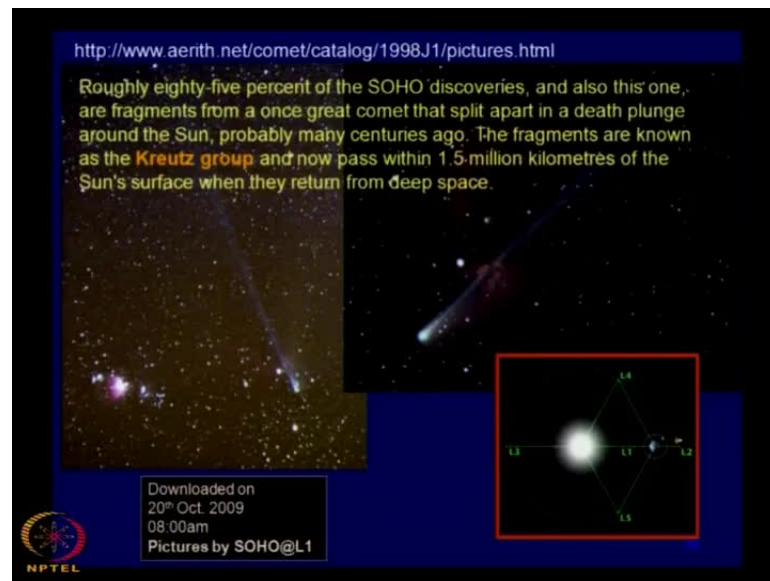 http://www.aerith.net/comet/catalog/1998J1/pictures.html
Roughly eighty-five percent of the SOHO discoveries, and also this one,
are fragments from a once great comet that split apart in a death plunge
around the Sun, probably many centuries ago. The fragments are known
as the Kreutz group and now pass within 1.5 million kilometres of the
Sun's surface when they return from deep space.
L4
L3
L1
L2
L5
Downloaded on
20th Oct. 2009
08:00am
Pictures by SOHO@L1
NPTEL